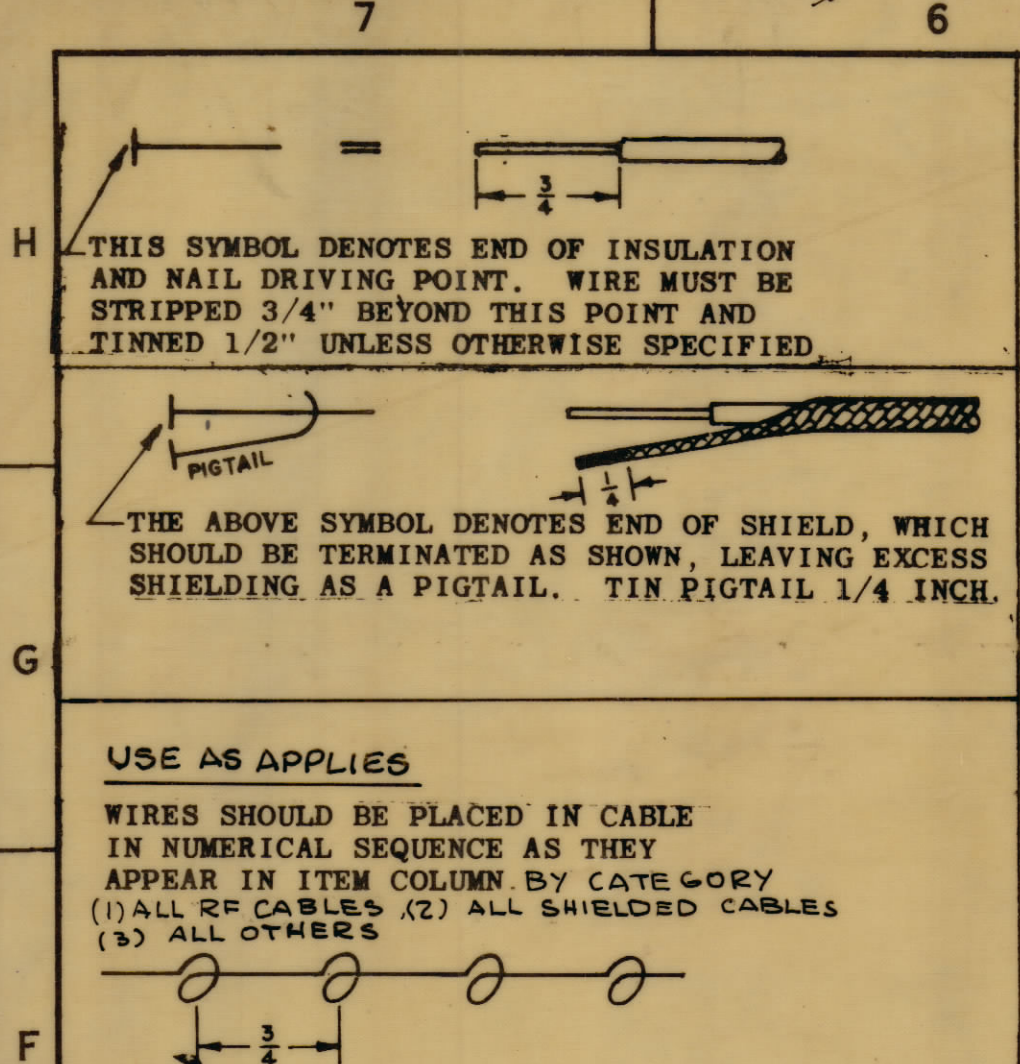 7
6
3/4
H
THIS SYMBOL DENOTES END OF INSULATION
AND NAIL DRIVING POINT. WIRE MUST BE
STRIPPED 3/4" BEYOND THIS POINT AND
TINNED 1/2" UNLESS OTHERWISE SPECIFIED
PIGTAIL
1/4
THE ABOVE SYMBOL DENOTES END OF SHIELD, WHICH
SHOULD BE TERMINATED AS SHOWN, LEAVING EXCESS
SHIELDING AS A PIGTAIL. TIN PIGTAIL 1/4 INCH.
G
USE AS APPLIES
WIRES SHOULD BE PLACED IN CABLE
IN NUMERICAL SEQUENCE AS THEY
APPEAR IN ITEM COLUMN. BY CATEGORY
(1) ALL RF CABLES, (2) ALL SHIELDED CABLES
(3) ALL OTHERS
F
3/4